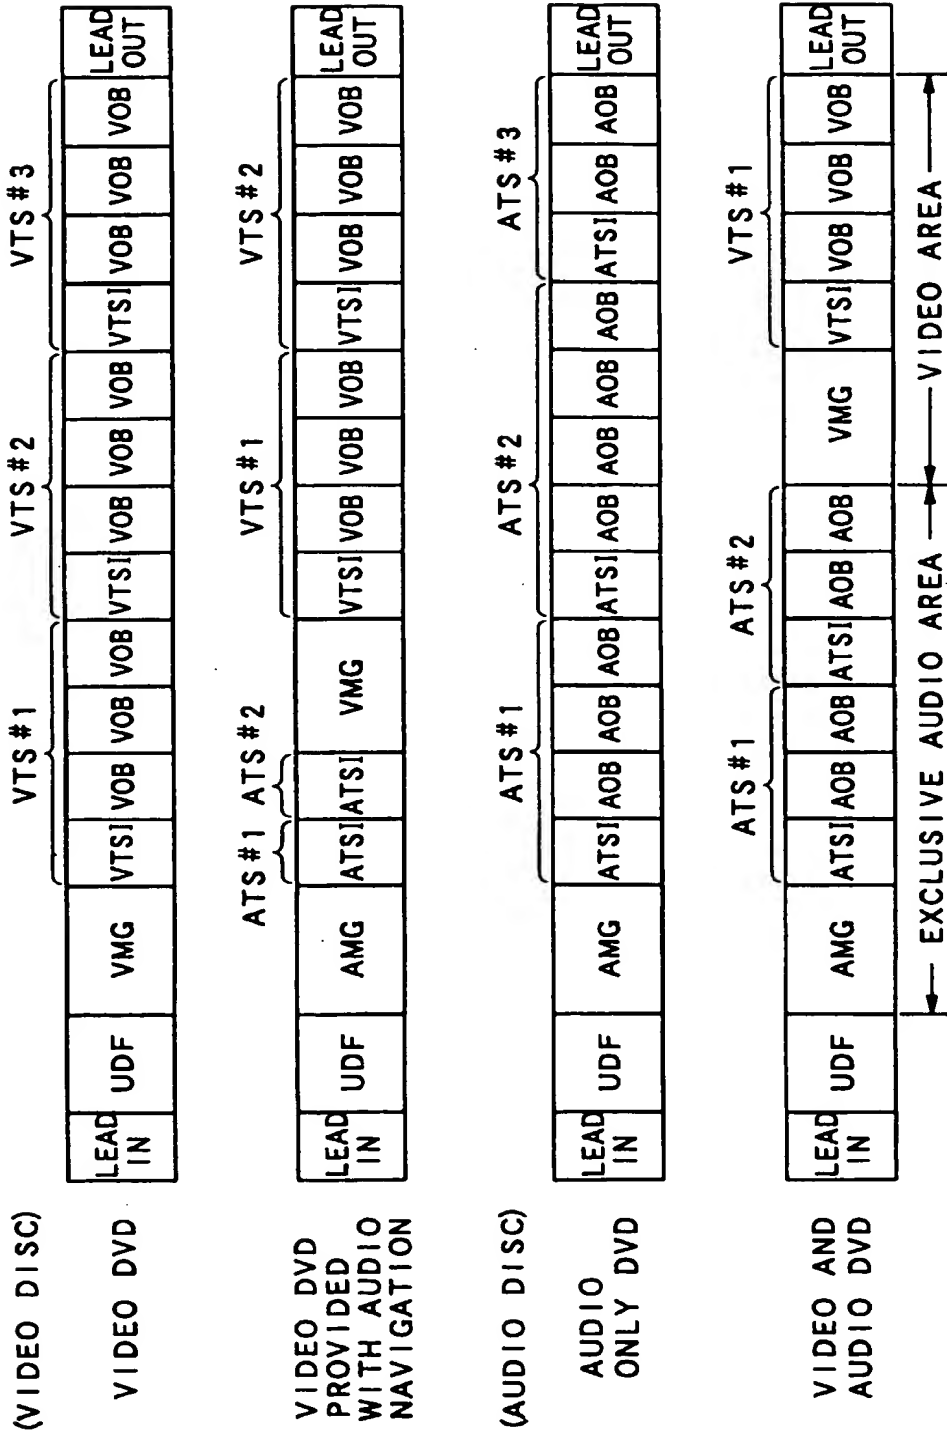 (VIDEO DISC)
VTS#1 VTS#2 VTS#3
VIDEO DVD
LEAD IN UDF VMG VTSI VOB VOB VOB VTSI VOB VOB VOB VTSI VOB VOB VOB LEAD OUT
ATS#1 ATS#2 VTS#1 VTS#2
VIDEO DVD
PROVIDED
WITH AUDIO
NAVIGATION
LEAD IN UDF AMG ATSI ATSI VMG VTSI VOB VOB VOB VTSI VOB VOB VOB LEAD OUT
(AUDIO DISC)
ATS#1 ATS#2 ATS#3
AUDIO
ONLY DVD
LEAD IN UDF AMG ATSI AOB AOB AOB ATSI AOB AOB AOB AOB ATSI AOB AOB LEAD OUT
ATS#1 ATS#2 VTS#1
VIDEO AND
AUDIO DVD
LEAD IN UDF AMG ATSI AOB AOB ATSI AOB AOB VMG VTSI VOB VOB VOB LEAD OUT
EXCLUSIVE AUDIO AREA VIDEO AREA